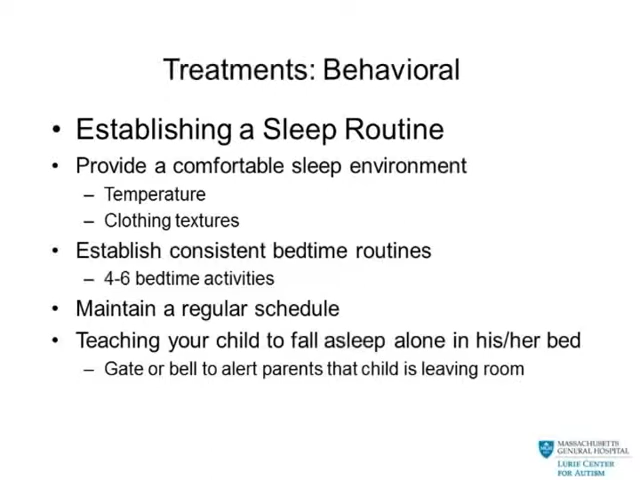 Treatments: Behavioral
• Establishing a Sleep Routine
• Provide a comfortable sleep environment
– Temperature
– Clothing textures
• Establish consistent bedtime routines
– 4-6 bedtime activities
• Maintain a regular schedule
• Teaching your child to fall asleep alone in his/her bed
– Gate or bell to alert parents that child is leaving room
MASSACHUSETTS
GENERAL HOSPITAL
LURIE CENTER
FOR AUTISM